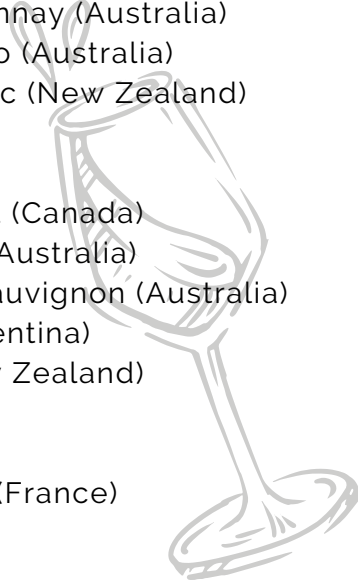 nnay (Australia)
o (Australia)
c (New Zealand)
(Canada)
Australia)
auvignon (Australia)
entina)
Zealand)
(France)